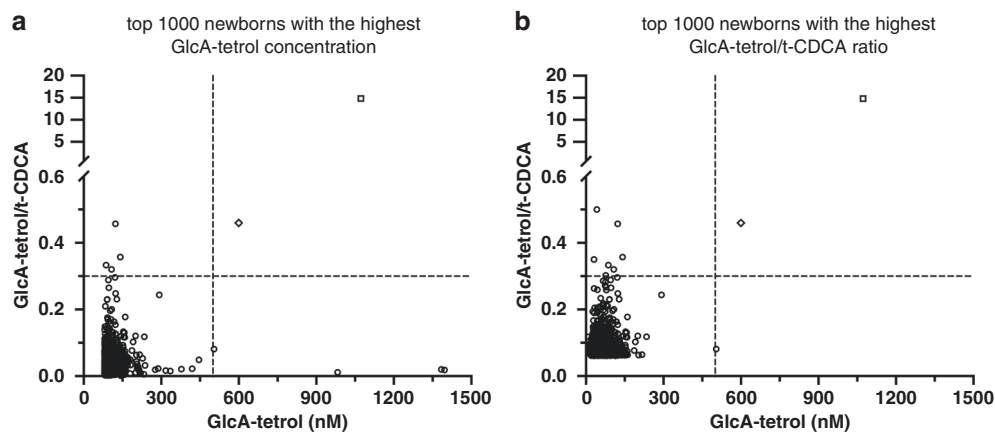 a
top 1000 newborns with the highest
GlcA-tetrol concentration
20
15
10
5
0.6
0.4
0.2
0.0
GlcA-tetrol/t-CDCA
0 300 600 900 1200 1500
GlcA-tetrol (nM)
b
top 1000 newborns with the highest
GlcA-tetrol/t-CDCA ratio
20
15
10
5
0.6
0.4
0.2
0.0
GlcA-tetrol/t-CDCA
0 300 600 900 1200 1500
GlcA-tetrol (nM)